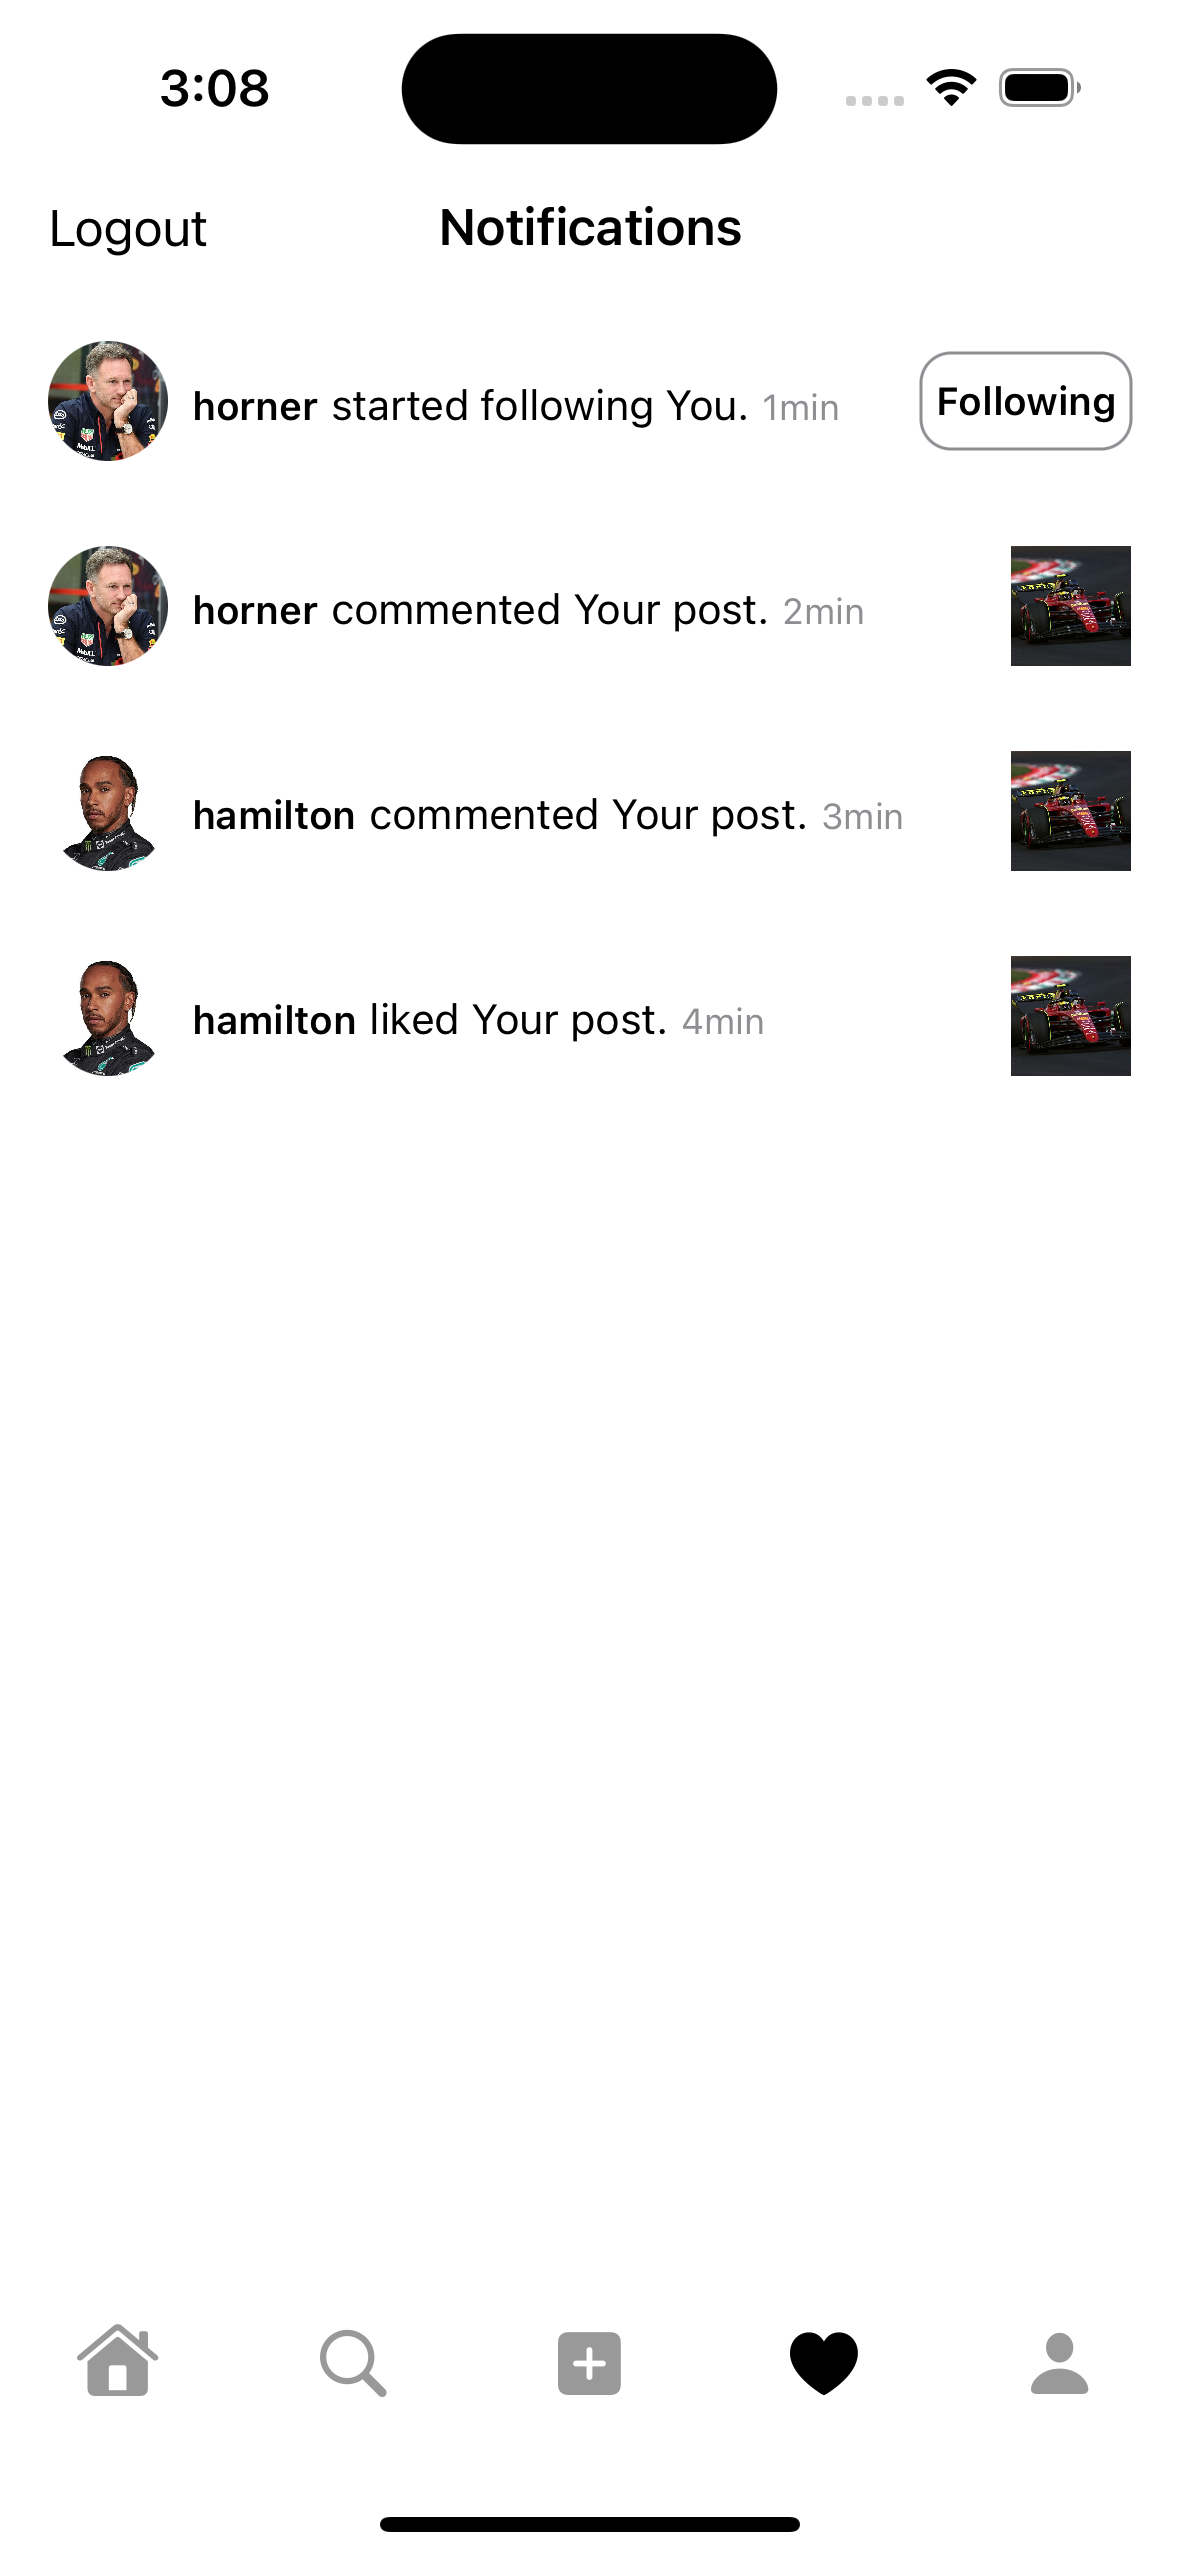 3:08
Logout Notifications
horner started following You. 1min Following
horner commented Your post. 2min
hamilton commented Your post. 3min
hamilton liked Your post. 4min